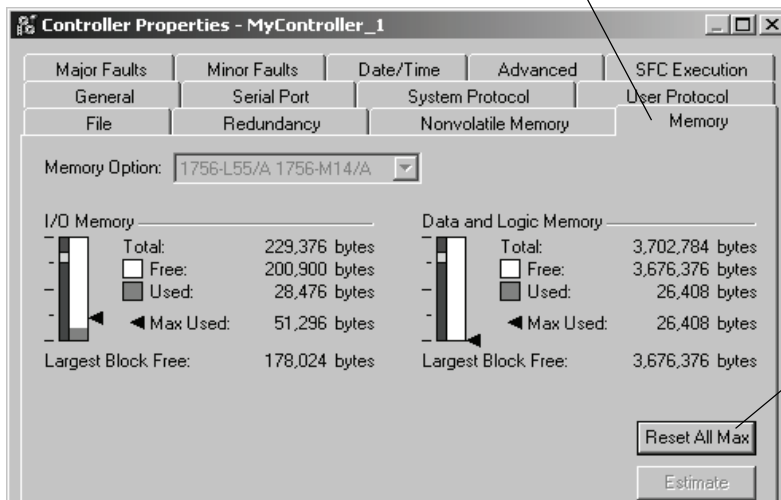 Controller Properties - MyController_1
Major Faults Minor Faults Date/Time Advanced SFC Execution
General Serial Port System Protocol User Protocol
File Redundancy Nonvolatile Memory Memory
Memory Option: 1756-L55/A 1756-M14/A
I/O Memory
Total: 229,376 bytes
Free: 200,900 bytes
Used: 28,476 bytes
Max Used: 51,296 bytes
Largest Block Free: 178,024 bytes
Data and Logic Memory
Total: 3,702,784 bytes
Free: 3,676,376 bytes
Used: 26,408 bytes
Max Used: 26,408 bytes
Largest Block Free: 3,676,376 bytes
Reset All Max
Estimate